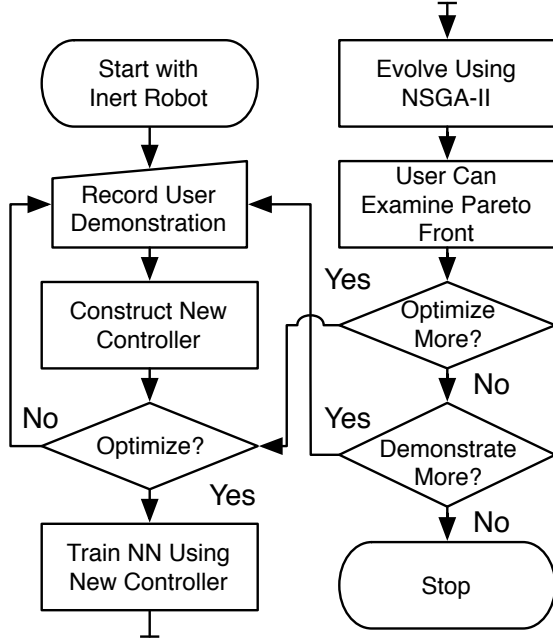 Start with
Inert Robot
Record User
Demonstration
Construct New
Controller
No
Optimize?
Yes
Train NN Using
New Controller
Evolve Using
NSGA-II
User Can
Examine Pareto
Front
Yes
Optimize
More?
No
Yes
Demonstrate
More?
No
Stop